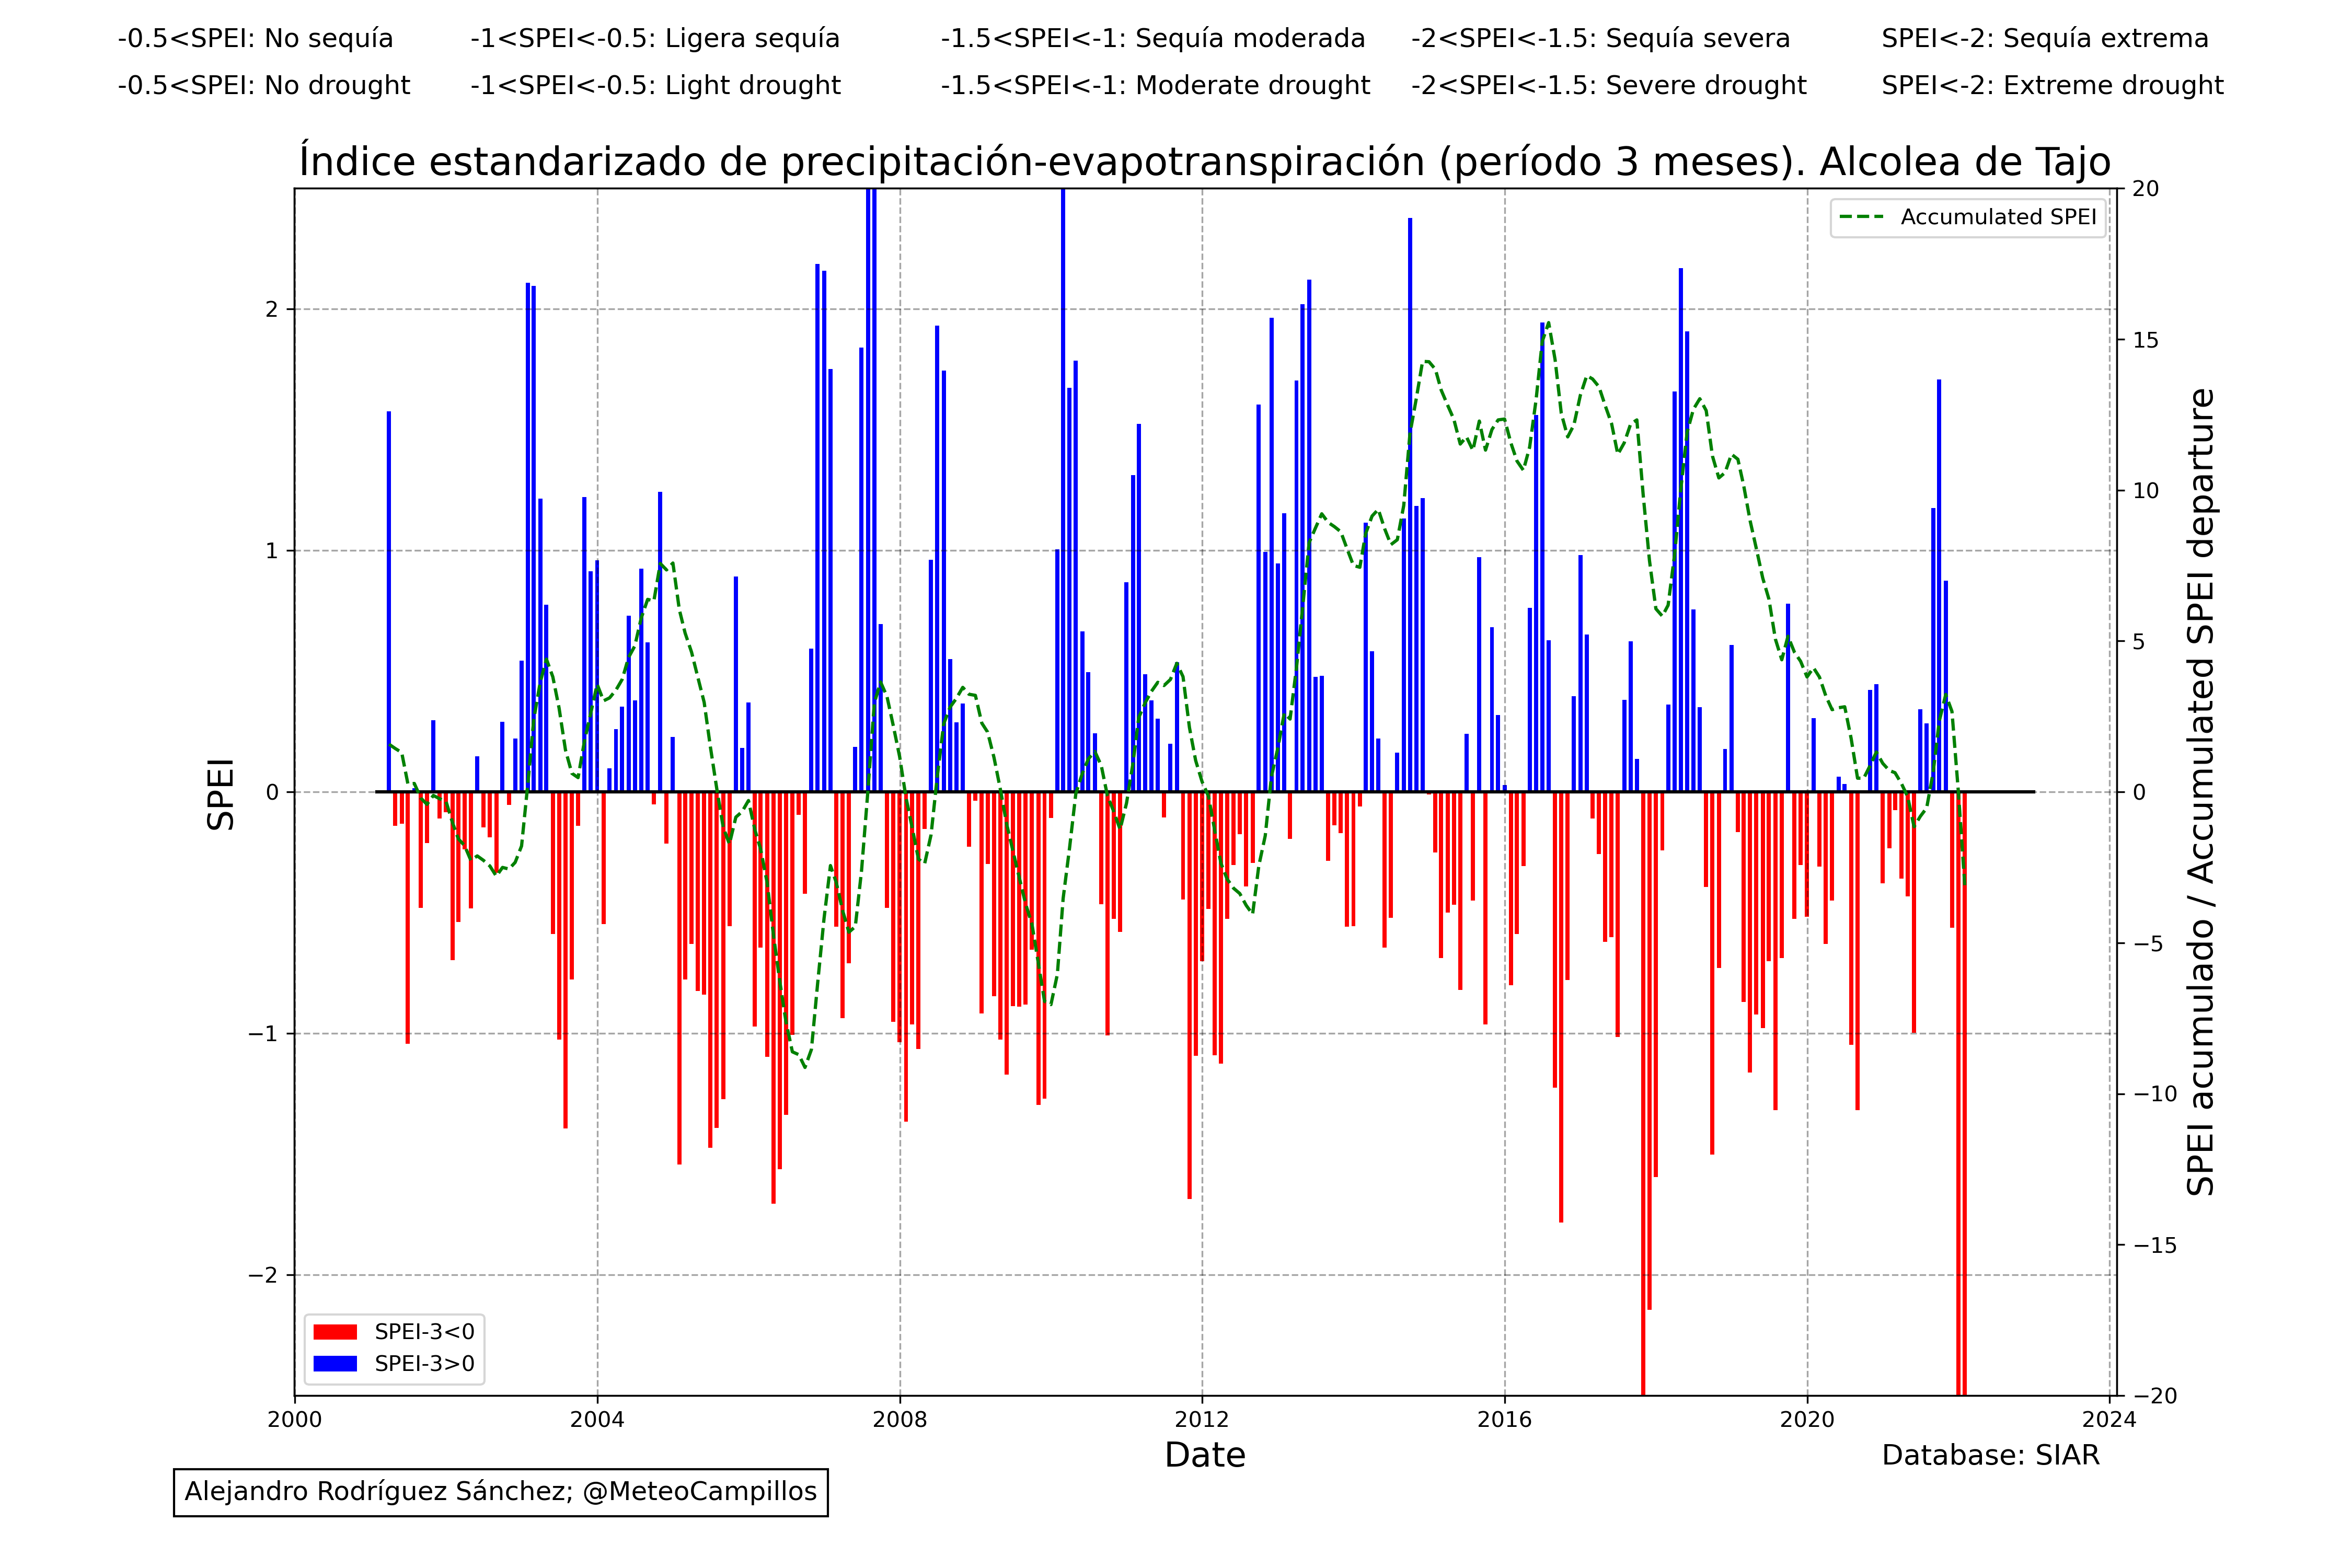 -0.5<SPEI: No sequía
-1<SPEI<-0.5: Ligera sequía
-1.5<SPEI<-1: Sequía moderada
-2<SPEI<-1.5: Sequía severa
SPEI<-2: Sequía extrema
-0.5<SPEI: No drought
-1<SPEI<-0.5: Light drought
-1.5<SPEI<-1: Moderate drought
-2<SPEI<-1.5: Severe drought
SPEI<-2: Extreme drought
Índice estandarizado de precipitación-evapotranspiración (período 3 meses). Alcolea de Tajo
Accumulated SPEI
SPEI
2
1
0
−1
−2
20
15
10
5
0
−5
−10
−15
−20
SPEI acumulado / Accumulated SPEI departure
SPEI-3<0
SPEI-3>0
2000
2004
2008
2012
2016
2020
2024
Date
Database: SIAR
Alejandro Rodríguez Sánchez; @MeteoCampillos